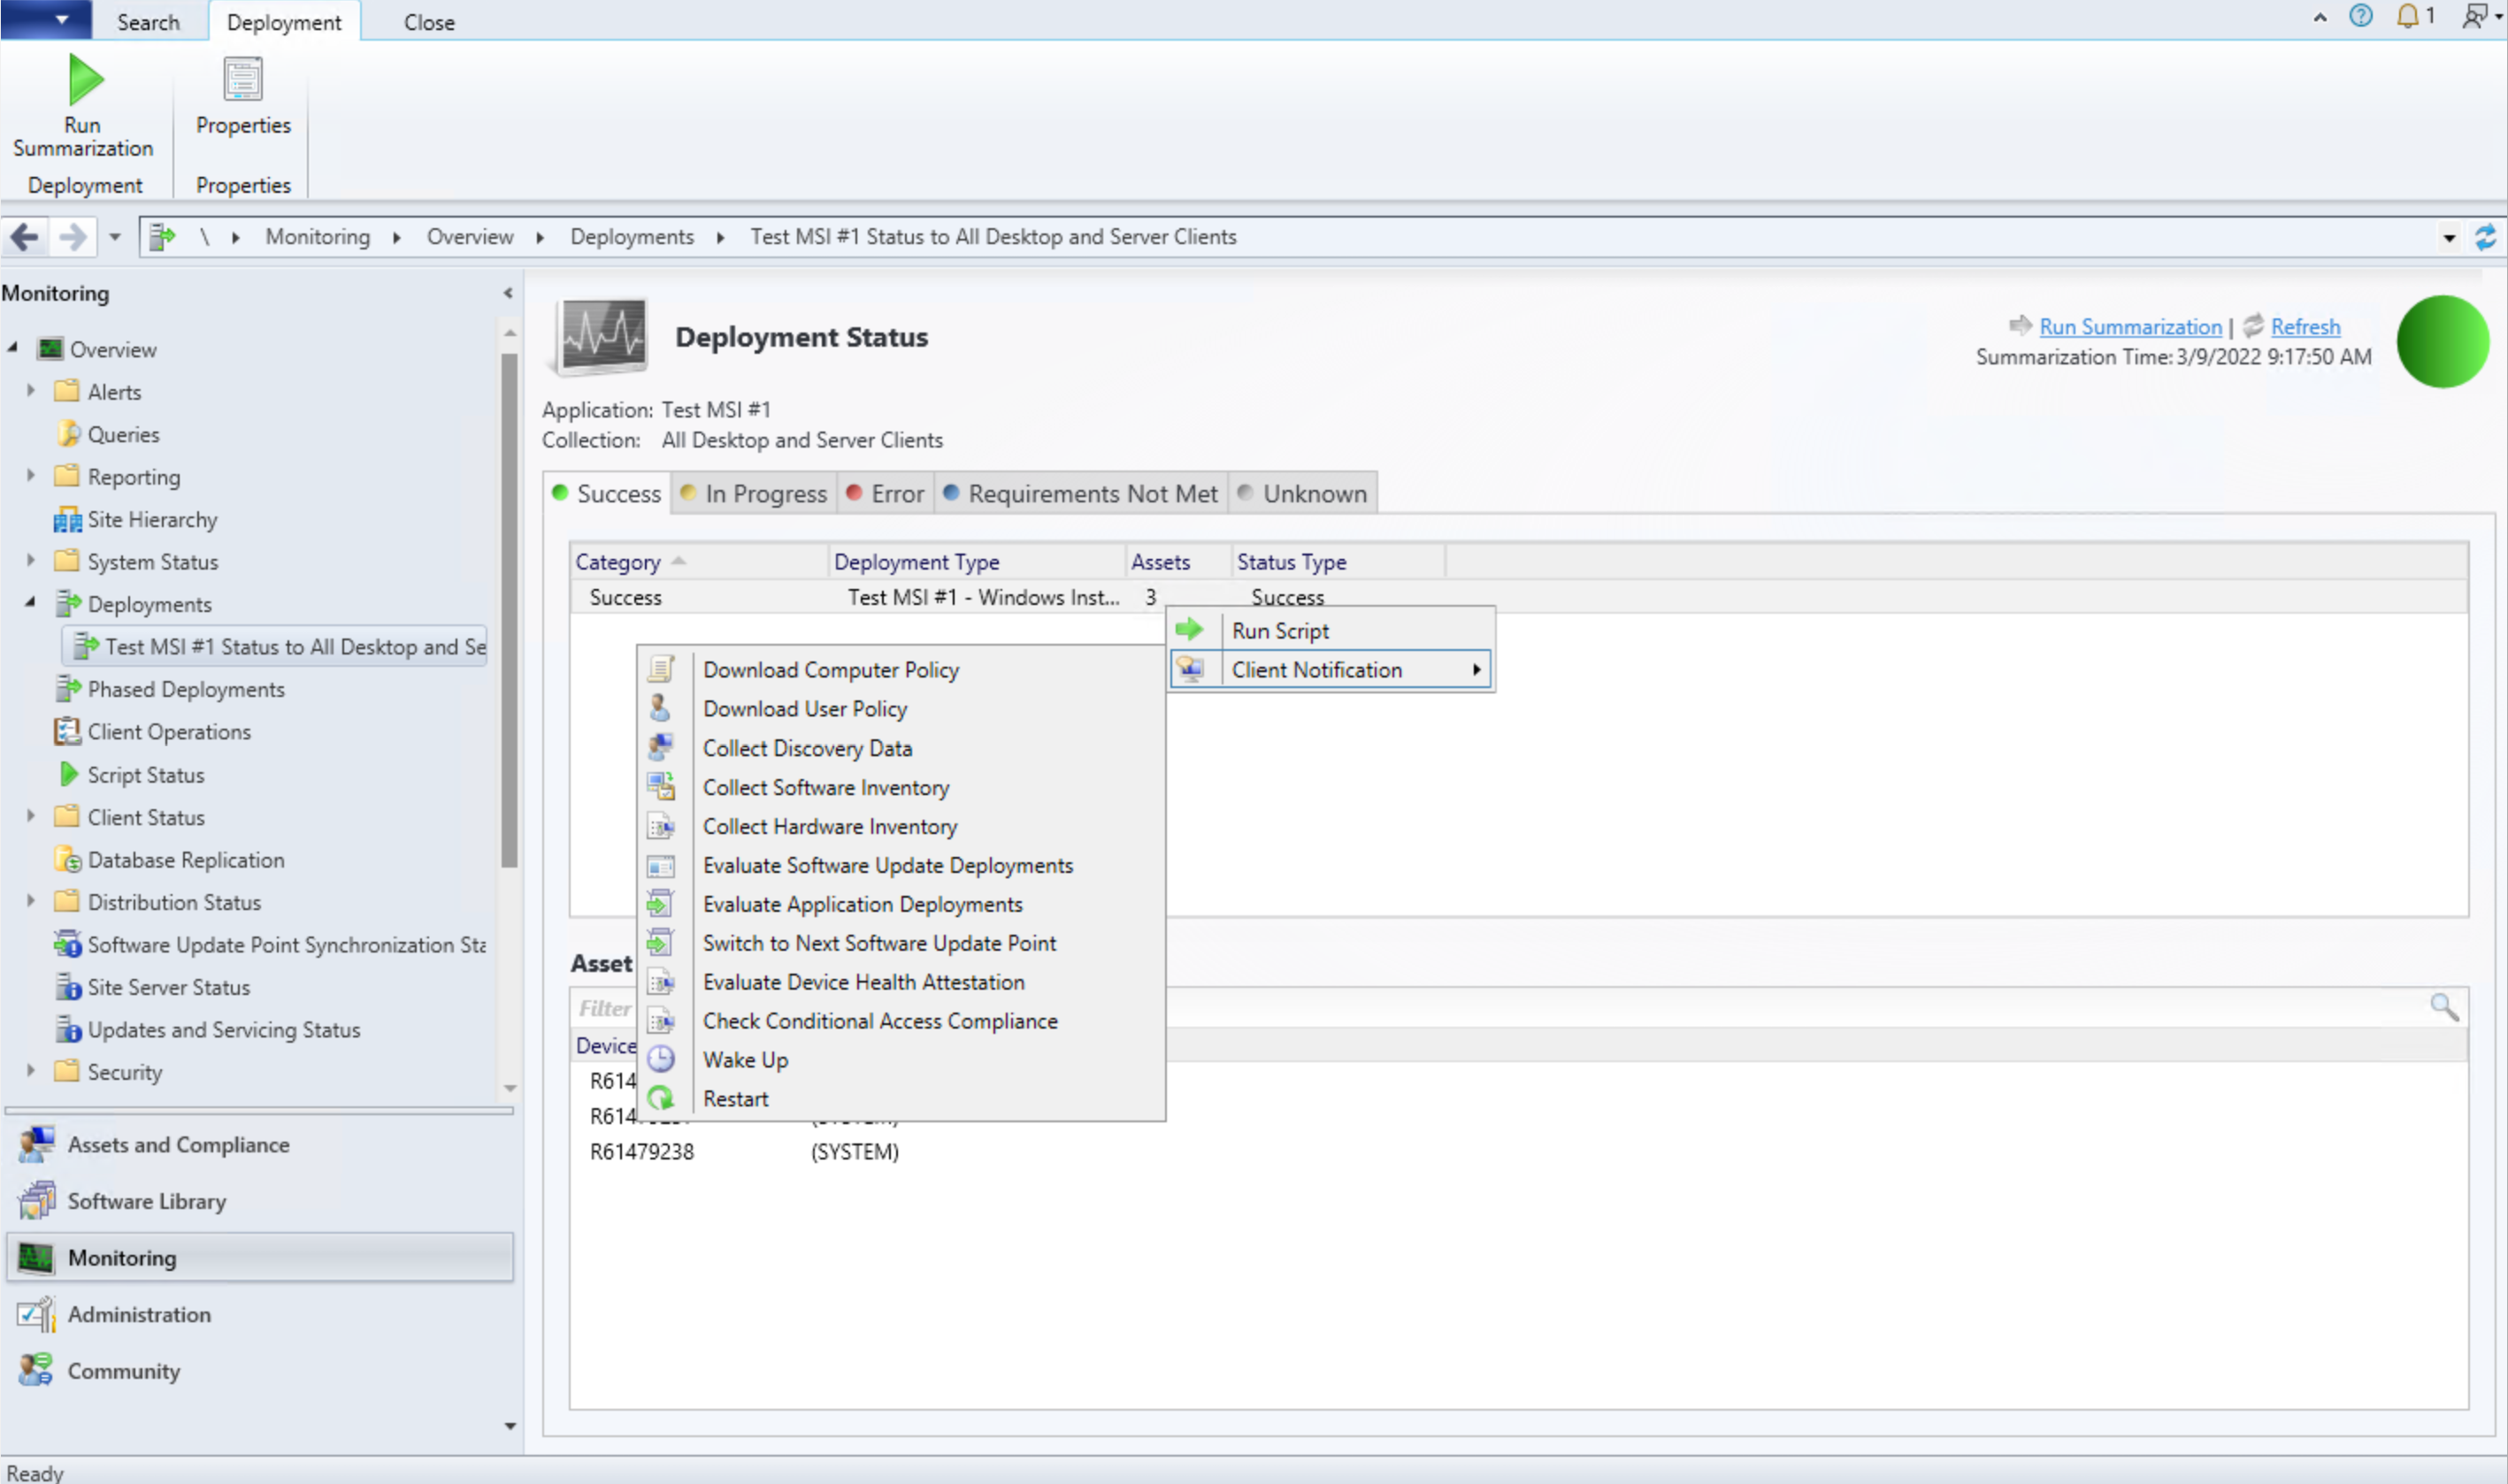 Search
Deployment
Close
1
Run
Summarization
Properties
Deployment
Properties
\ Monitoring Overview Deployments Test MSI #1 Status to All Desktop and Server Clients
Monitoring
Overview
Alerts
Queries
Reporting
Site Hierarchy
System Status
Deployments
Test MSI #1 Status to All Desktop and Se
Phased Deployments
Client Operations
Script Status
Client Status
Database Replication
Distribution Status
Software Update Point Synchronization Sta
Site Server Status
Updates and Servicing Status
Security
Assets and Compliance
Software Library
Monitoring
Administration
Community
Ready
Deployment Status
Run Summarization | Refresh
Summarization Time: 3/9/2022 9:17:50 AM
Application: Test MSI #1
Collection: All Desktop and Server Clients
Success In Progress Error Requirements Not Met Unknown
Category Deployment Type Assets Status Type
Success Test MSI #1 - Windows Inst... 3 Success
Run Script
Client Notification
Download Computer Policy
Download User Policy
Collect Discovery Data
Collect Software Inventory
Collect Hardware Inventory
Evaluate Software Update Deployments
Evaluate Application Deployments
Switch to Next Software Update Point
Evaluate Device Health Attestation
Check Conditional Access Compliance
Wake Up
Restart
Asset
Filter
Device
R614
R614
R61479238 (SYSTEM)